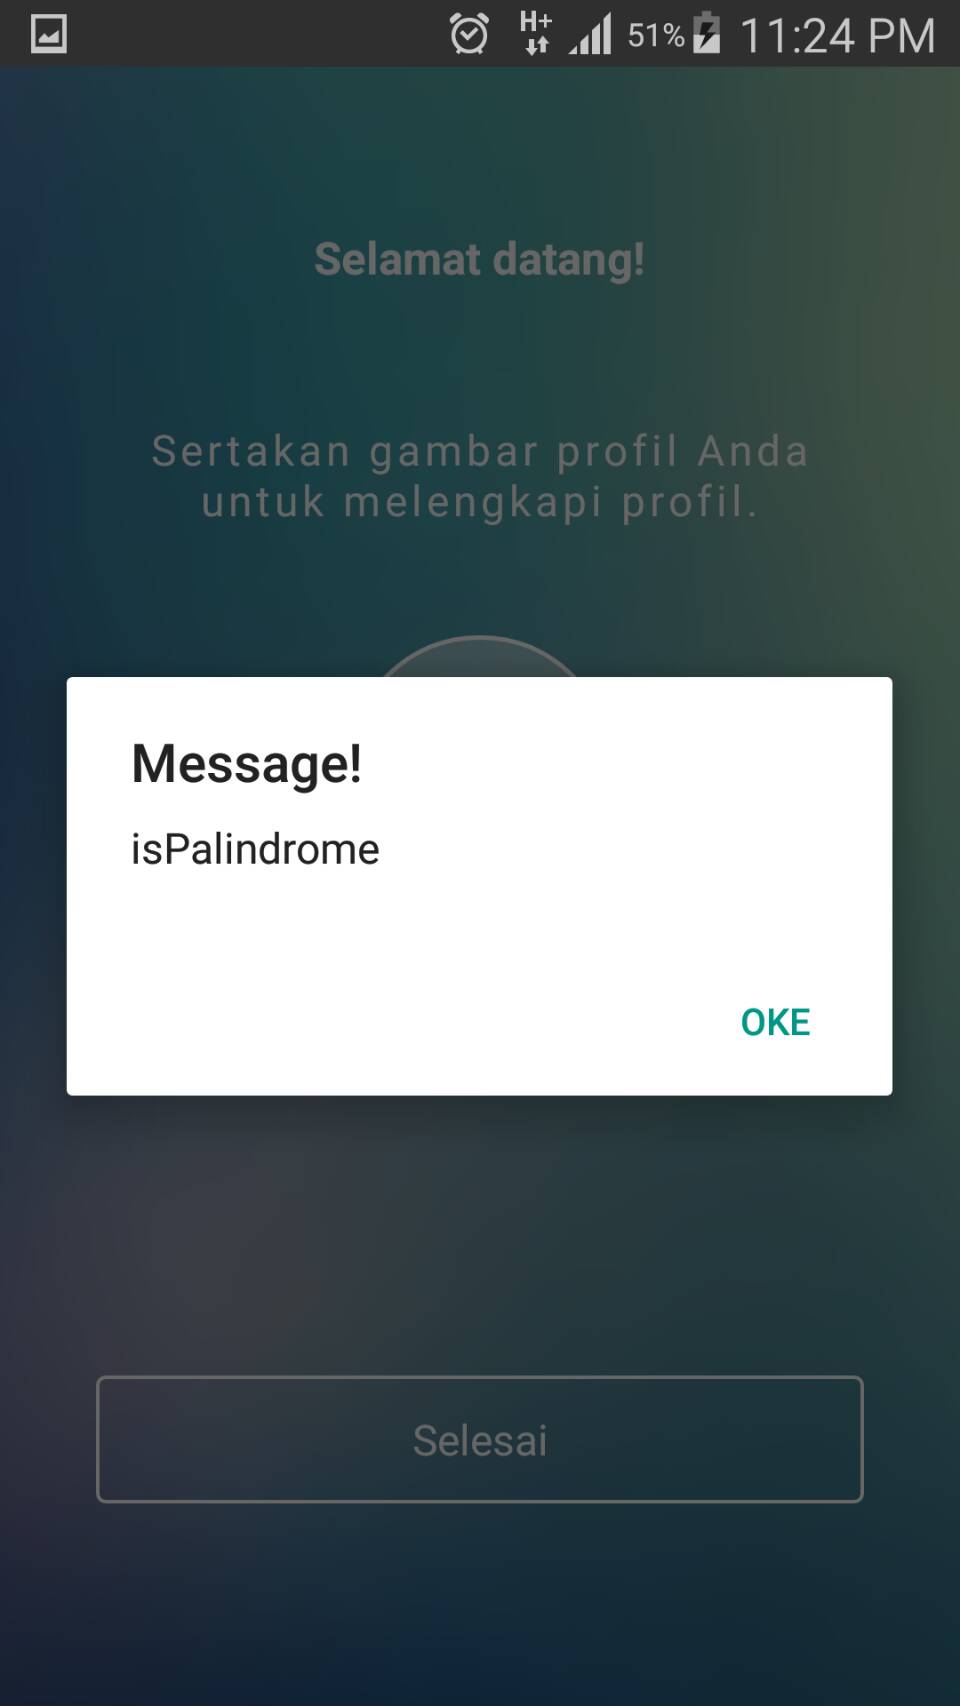 H+
51%
11:24 PM
Selamat datang!
Sertakan gambar profil Anda
untuk melengkapi profil.
Message!
isPalindrome
OKE
Selesai